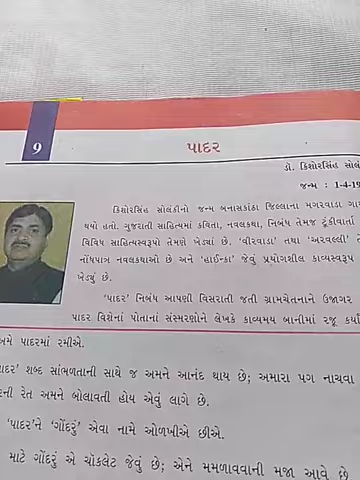 9
પાદર
ડૉ. કિશોરસિંહ
જન્મ : 1-4-19
કિશોરસિંહ સોલંકીનો જન્મ બનાસકાંઠા જિલ્લાના મગરવાડા
થયો હતો. ગુજરાતી સાહિત્યમાં કવિતા, નવલકથા, નિબંધ તેમજ ટૂંકીવાર્તા
વિવિધ સાહિત્યસ્વરૂપો તેમણે ખેડ્યાં છે. ‘વીરવાડા’ તથા ‘અરવલ્લી’
નોંધપાત્ર નવલકથાઓ છે અને ‘હાઈન્કા’ જેવું પ્રયોગશીલ કાવ્યસ્વરૂપ
ખેડ્યું છે.
‘પાદર’ નિબંધ આપણી વિસરાતી જતી ગ્રામચેતનાને ઉજાગર
પાદર વિશેનાં પોતાનાં સંસ્મરણોને લેખકે કાવ્યમય બાનીમાં રજૂ કર્યાં
અમે પાદરમાં રમીએ.
પાદર’ શબ્દ સાંભળતાની સાથે જ અમને આનંદ થાય છે; અમારા પગ નાચવા
રેત અમને બોલાવતી હોય એવું લાગે છે.
‘પાદર’ને ‘ગોંદરું’ એવા નામે ઓળખીએ છીએ.
માટે ગોંદરું એ ચૉકલેટ જેવું છે; એને મમળાવવાની મજા આવે છે